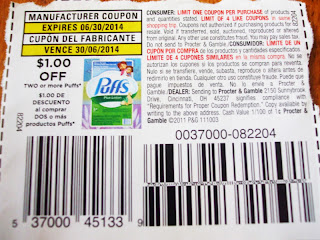 MANUFACTURER COUPON
EXPIRES 06/30/2014
CUPÓN DEL FABRICANTE
VENCE 30/06/2014
$1.00
OFF
TWO or more Puffs*
$1.00 DE
DESCUENTO
al comprar
DOS o más
productos Puffs*
Puffs
CONSUMER: LIMIT ONE COUPON PER PURCHASE of products
and quantities stated. LIMIT OF 4 LIKE COUPONS in same
shopping trip. Coupons not authorized if purchasing products for
resale. Void if transferred, sold, auctioned, reproduced or altered
from original. Any other use constitutes fraud. You may pay sales tax.
Do not send to Procter & Gamble. CONSUMIDOR: LIMITE DE UN
CUPÓN POR COMPRA de los productos y cantidades especificados.
LIMITE DE 4 CUPONES SIMILARES en la misma compra. No se
autorizan los cupones si los productos se compran para reventa.
Nulo si se transfiere, vende, subasta, reproduce o altera antes de
redimirlo en tienda. Cualquier otro uso constituye fraude. Puede que
pague impuestos de venta. No lo envíe a Procter &
Gamble. DEALER: Sending to Procter & Gamble 2150 Sunnybrook
Drive, Cincinnati, OH 45237 signifies compliance with
"Requirements for Proper Coupon Redemption." Copy available by
writing to the above address. Cash Value 1/100 of 1¢ Procter &
Gamble ©2011 P&G 111803
82204
0037000-082204
5 37000 45133 9